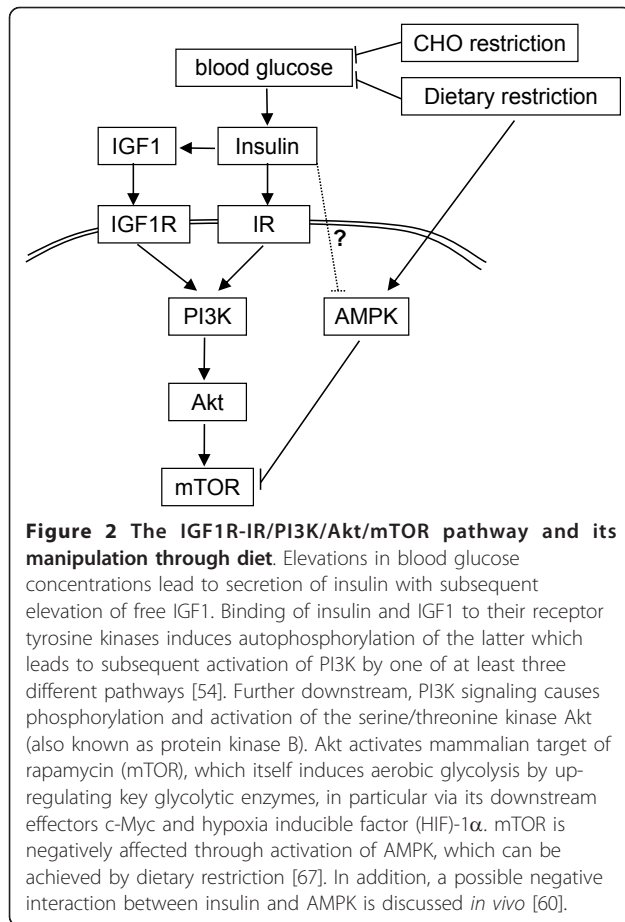 CHO restriction
blood glucose
Dietary restriction
IGF1
Insulin
IGF1R
IR
?
PI3K
AMPK
Akt
mTOR
Figure 2 The IGF1R-IR/PI3K/Akt/mTOR pathway and its
manipulation through diet. Elevations in blood glucose
concentrations lead to secretion of insulin with subsequent
elevation of free IGF1. Binding of insulin and IGF1 to their receptor
tyrosine kinases induces autophosphorylation of the latter which
leads to subsequent activation of PI3K by one of at least three
different pathways [54]. Further downstream, PI3K signaling causes
phosphorylation and activation of the serine/threonine kinase Akt
(also known as protein kinase B). Akt activates mammalian target of
rapamycin (mTOR), which itself induces aerobic glycolysis by up-
regulating key glycolytic enzymes, in particular via its downstream
effectors c-Myc and hypoxia inducible factor (HIF)-1α. mTOR is
negatively affected through activation of AMPK, which can be
achieved by dietary restriction [67]. In addition, a possible negative
interaction between insulin and AMPK is discussed in vivo [60].